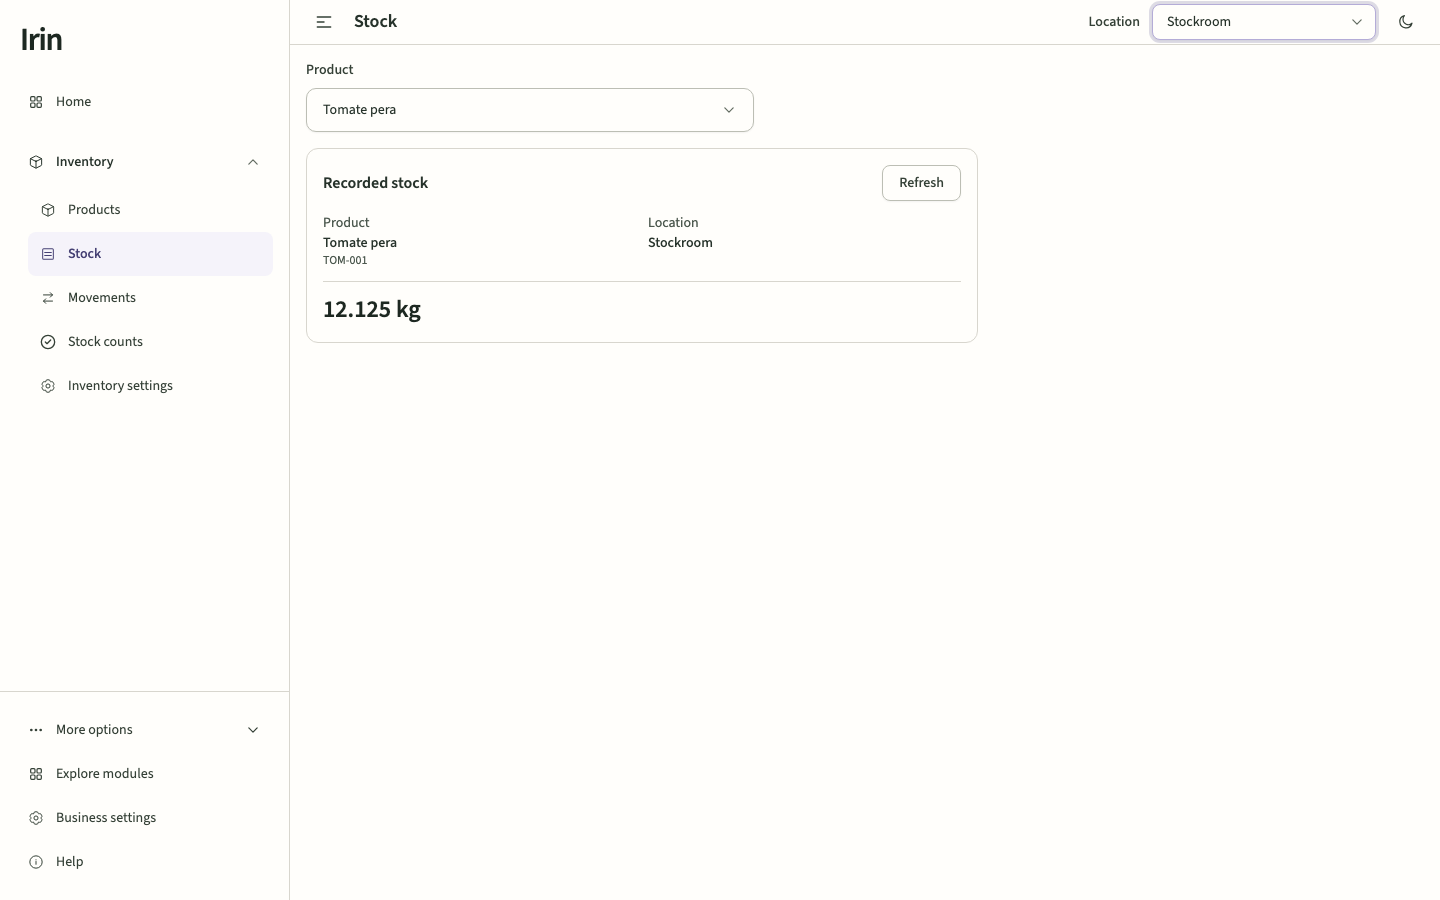 Irin
Home
Inventory
Products
Stock
Movements
Stock counts
Inventory settings
More options
Explore modules
Business settings
Help
Stock
Location
Stockroom
Product
Tomate pera
Recorded stock
Refresh
Product
Tomate pera
TOM-001
Location
Stockroom
12.125 kg